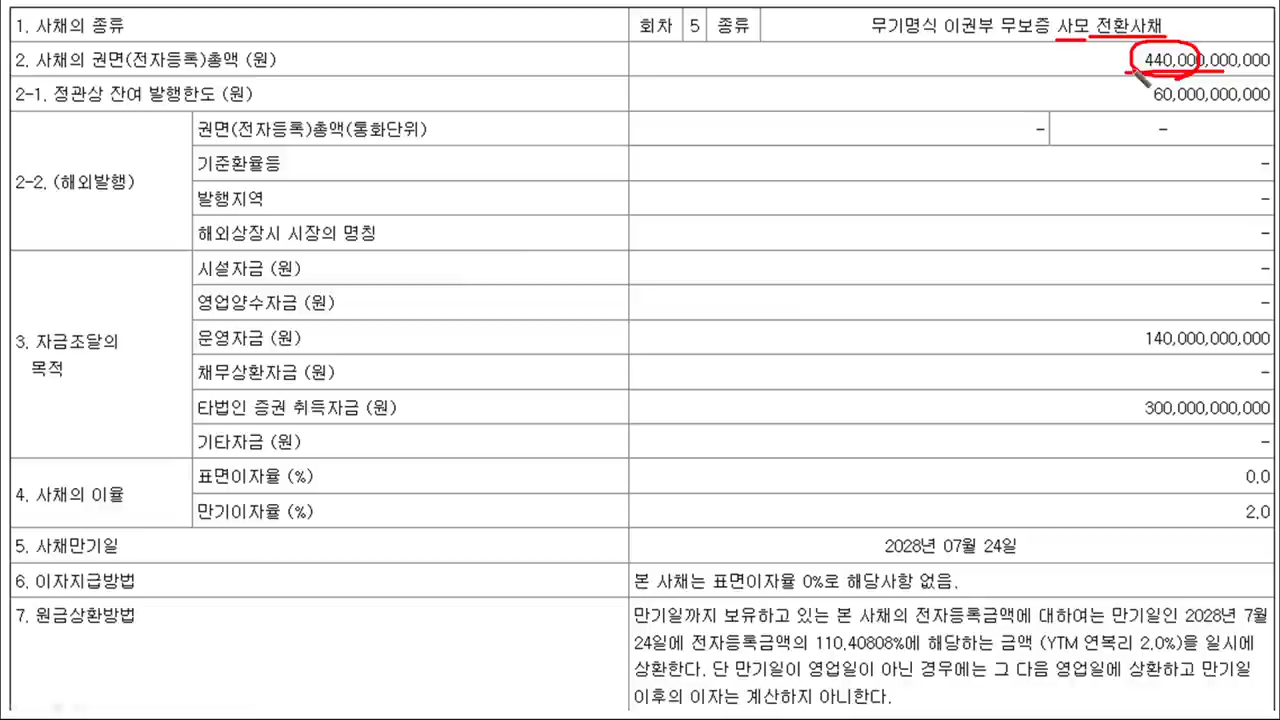 1. 사채의 종류 회차 5 종류 무기명식 이권부 무보증 사모 전환사채
2. 사채의 권면(전자등록)총액 (원) 440,000,000,000
2-1. 정관상 잔여 발행한도 (원) 60,000,000,000
2-2. (해외발행)
권면(전자등록)총액(통화단위) - -
기준환율등 -
발행지역 -
해외상장시 시장의 명칭 -
3. 자금조달의
목적
시설자금 (원) -
영업양수자금 (원) -
운영자금 (원) 140,000,000,000
채무상환자금 (원) -
타법인 증권 취득자금 (원) 300,000,000,000
기타자금 (원) -
4. 사채의 이율
표면이자율 (%) 0.0
만기이자율 (%) 2.0
5. 사채만기일 2028년 07월 24일
6. 이자지급방법 본 사채는 표면이자율 0%로 해당사항 없음.
7. 원금상환방법 만기일까지 보유하고 있는 본 사채의 전자등록금액에 대하여는 만기일인 2028년 7월
24일에 전자등록금액의 110.40808%에 해당하는 금액 (YTM 연복리 2.0%)을 일시에
상환한다. 단 만기일이 영업일이 아닌 경우에는 그 다음 영업일에 상환하고 만기일
이후의 이자는 계산하지 아니한다.